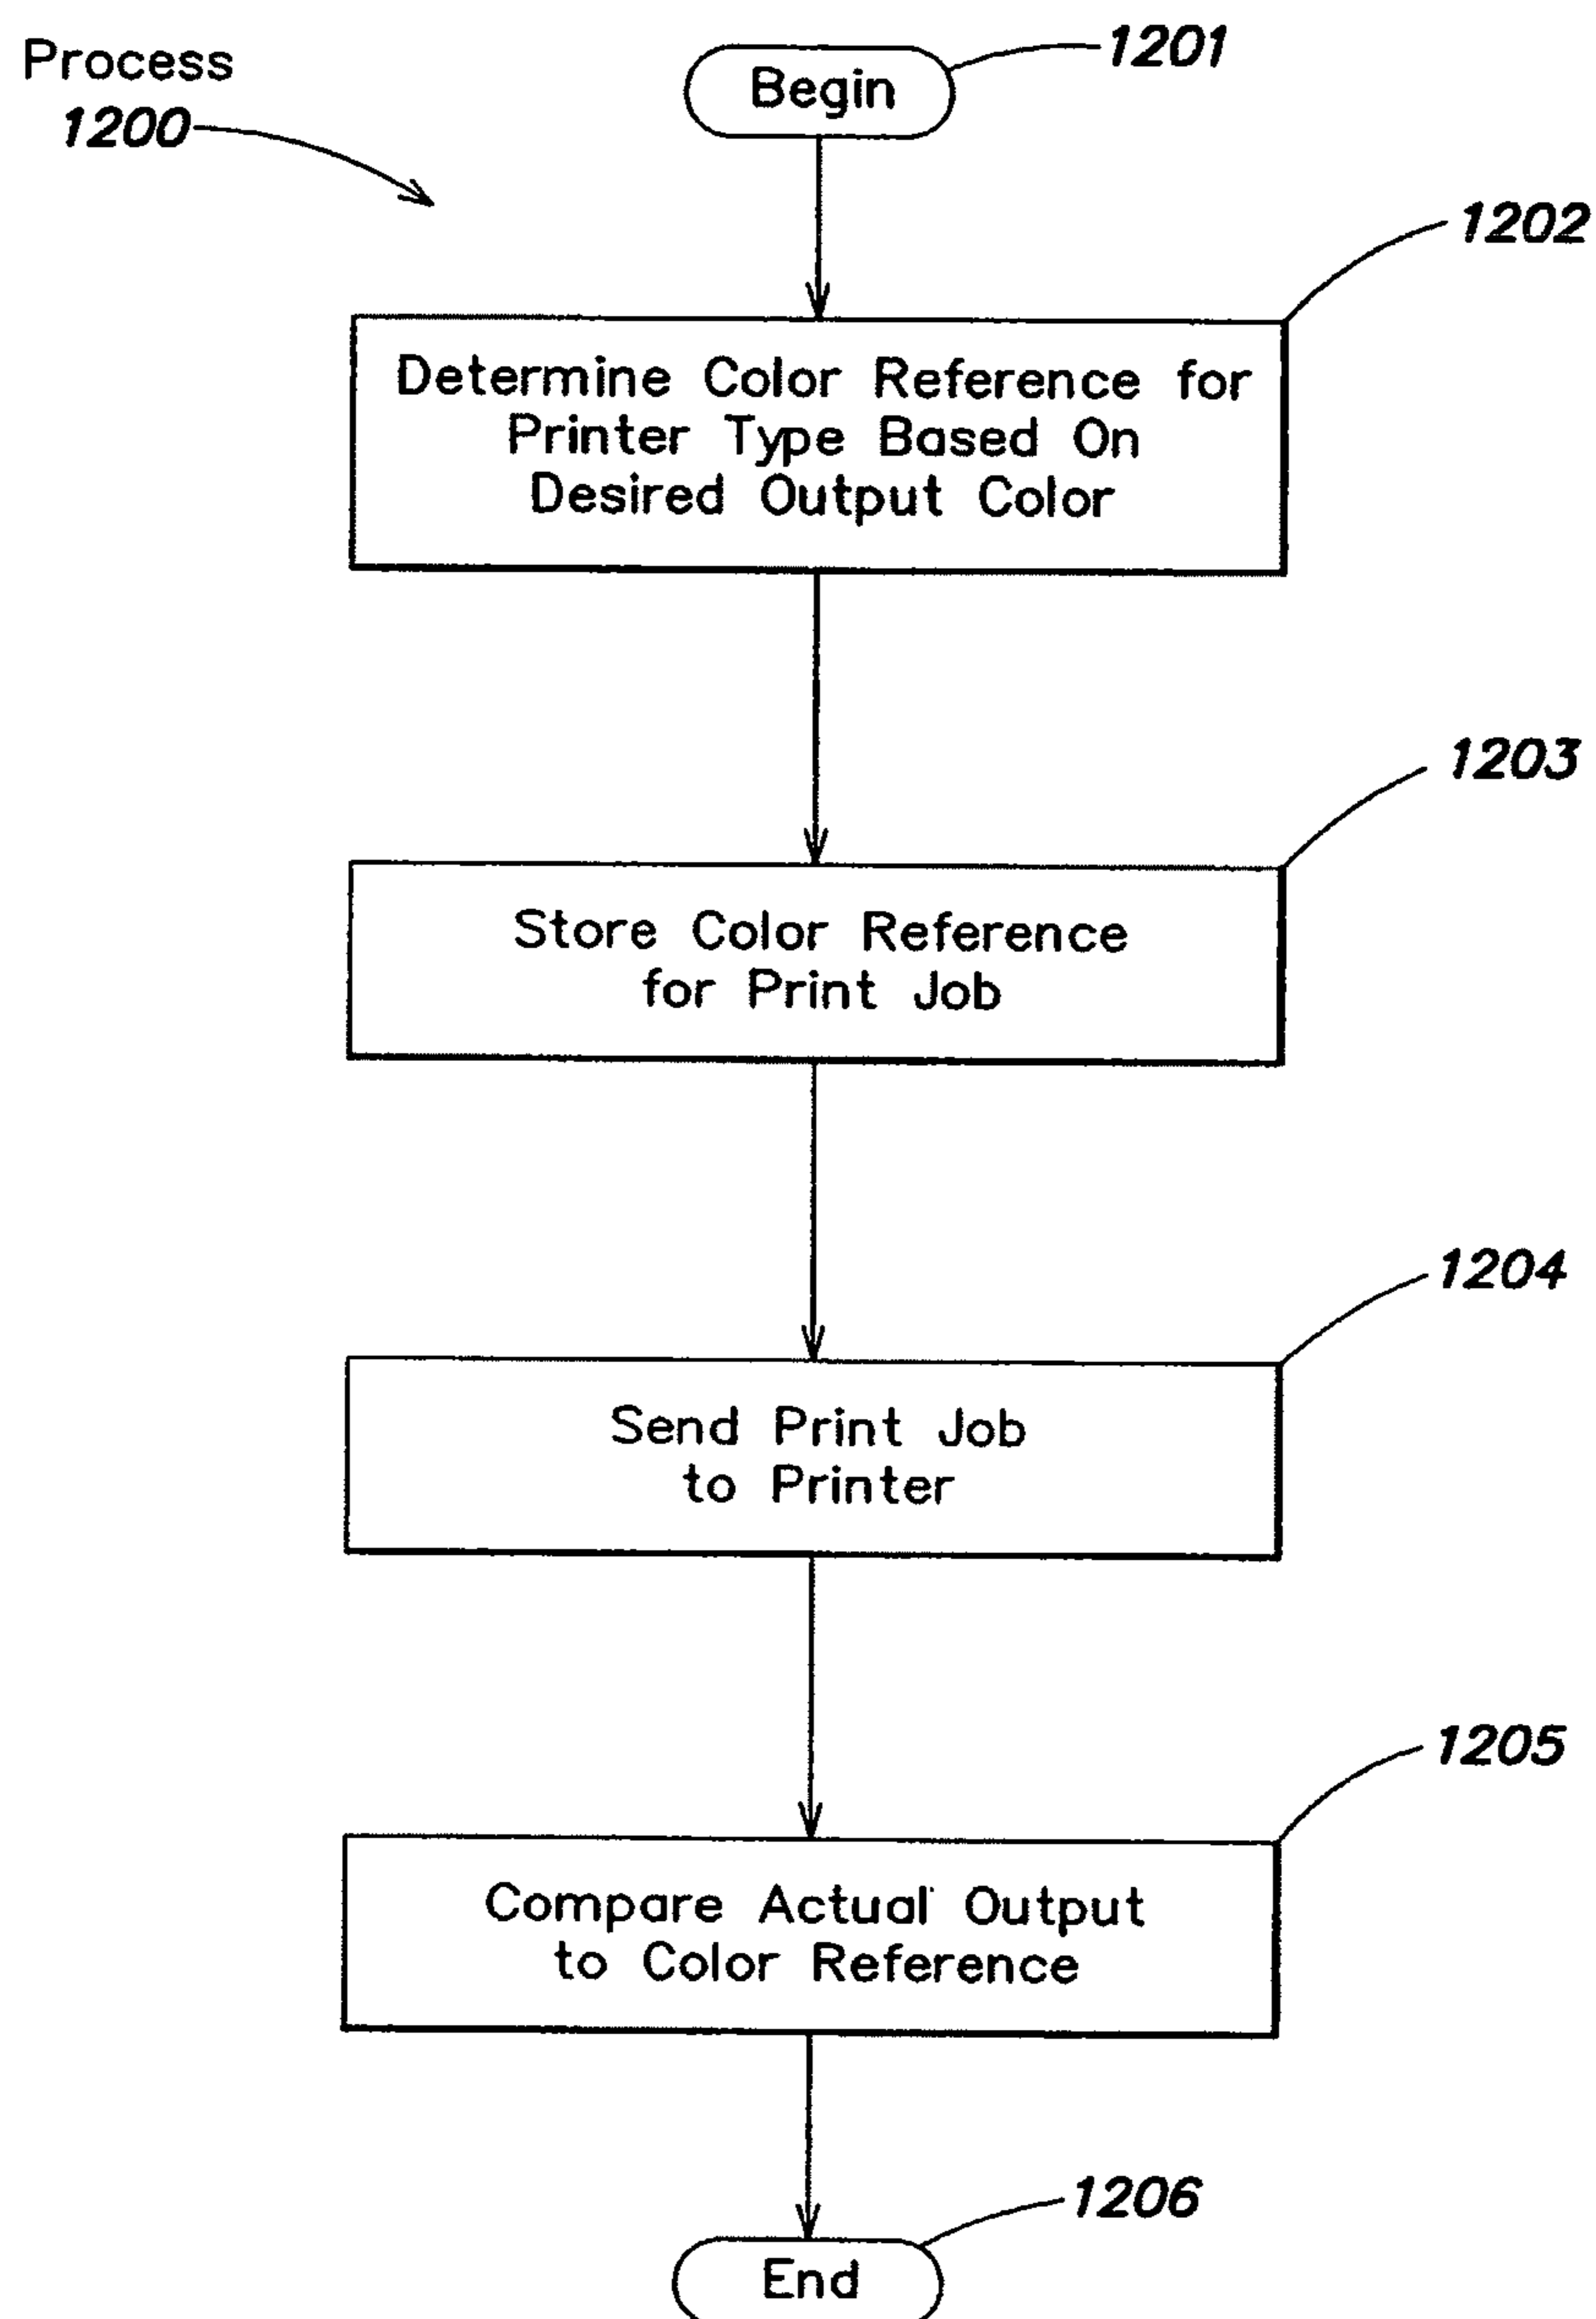 Process
1200
Begin
1201
1202
Determine Color Reference for
Printer Type Based On
Desired Output Color
1203
Store Color Reference
for Print Job
1204
Send Print Job
to Printer
1205
Compare Actual Output
to Color Reference
1206
End